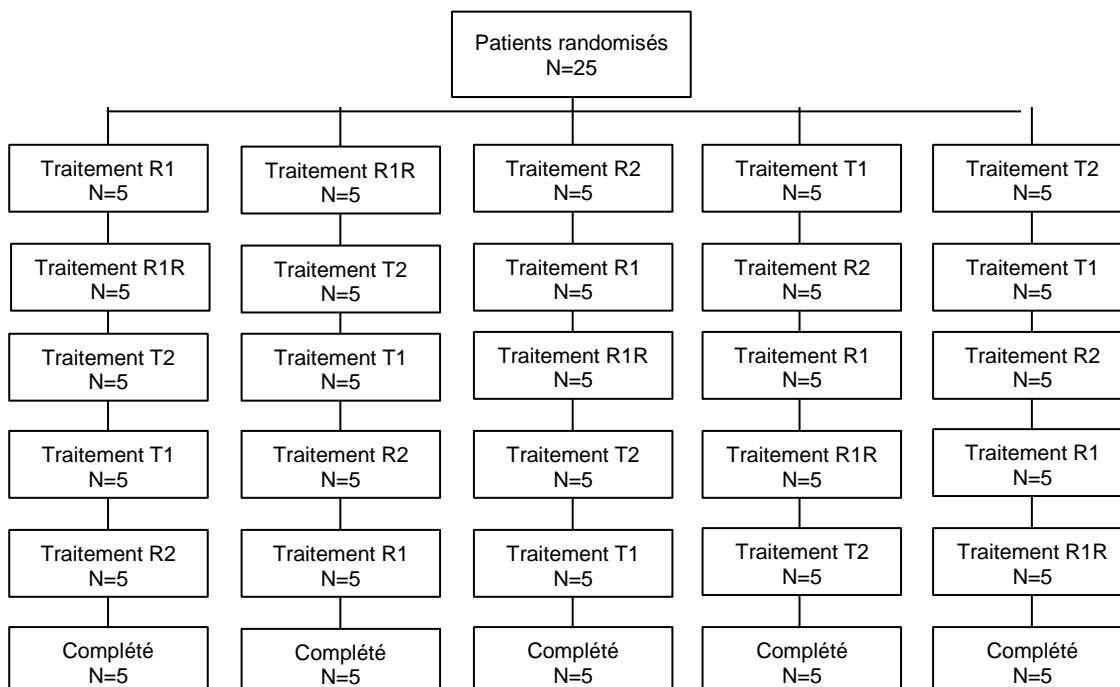 Patients randomisés
N=25
Traitement R1
N=5
Traitement R1R
N=5
Traitement R2
N=5
Traitement T1
N=5
Traitement T2
N=5
Traitement R1R
N=5
Traitement T2
N=5
Traitement R1
N=5
Traitement R2
N=5
Traitement T1
N=5
Traitement T2
N=5
Traitement T1
N=5
Traitement R1R
N=5
Traitement R1
N=5
Traitement R2
N=5
Traitement T1
N=5
Traitement R2
N=5
Traitement T2
N=5
Traitement R1R
N=5
Traitement R1
N=5
Traitement R2
N=5
Traitement R1
N=5
Traitement T1
N=5
Traitement T2
N=5
Traitement R1R
N=5
Complété
N=5
Complété
N=5
Complété
N=5
Complété
N=5
Complété
N=5